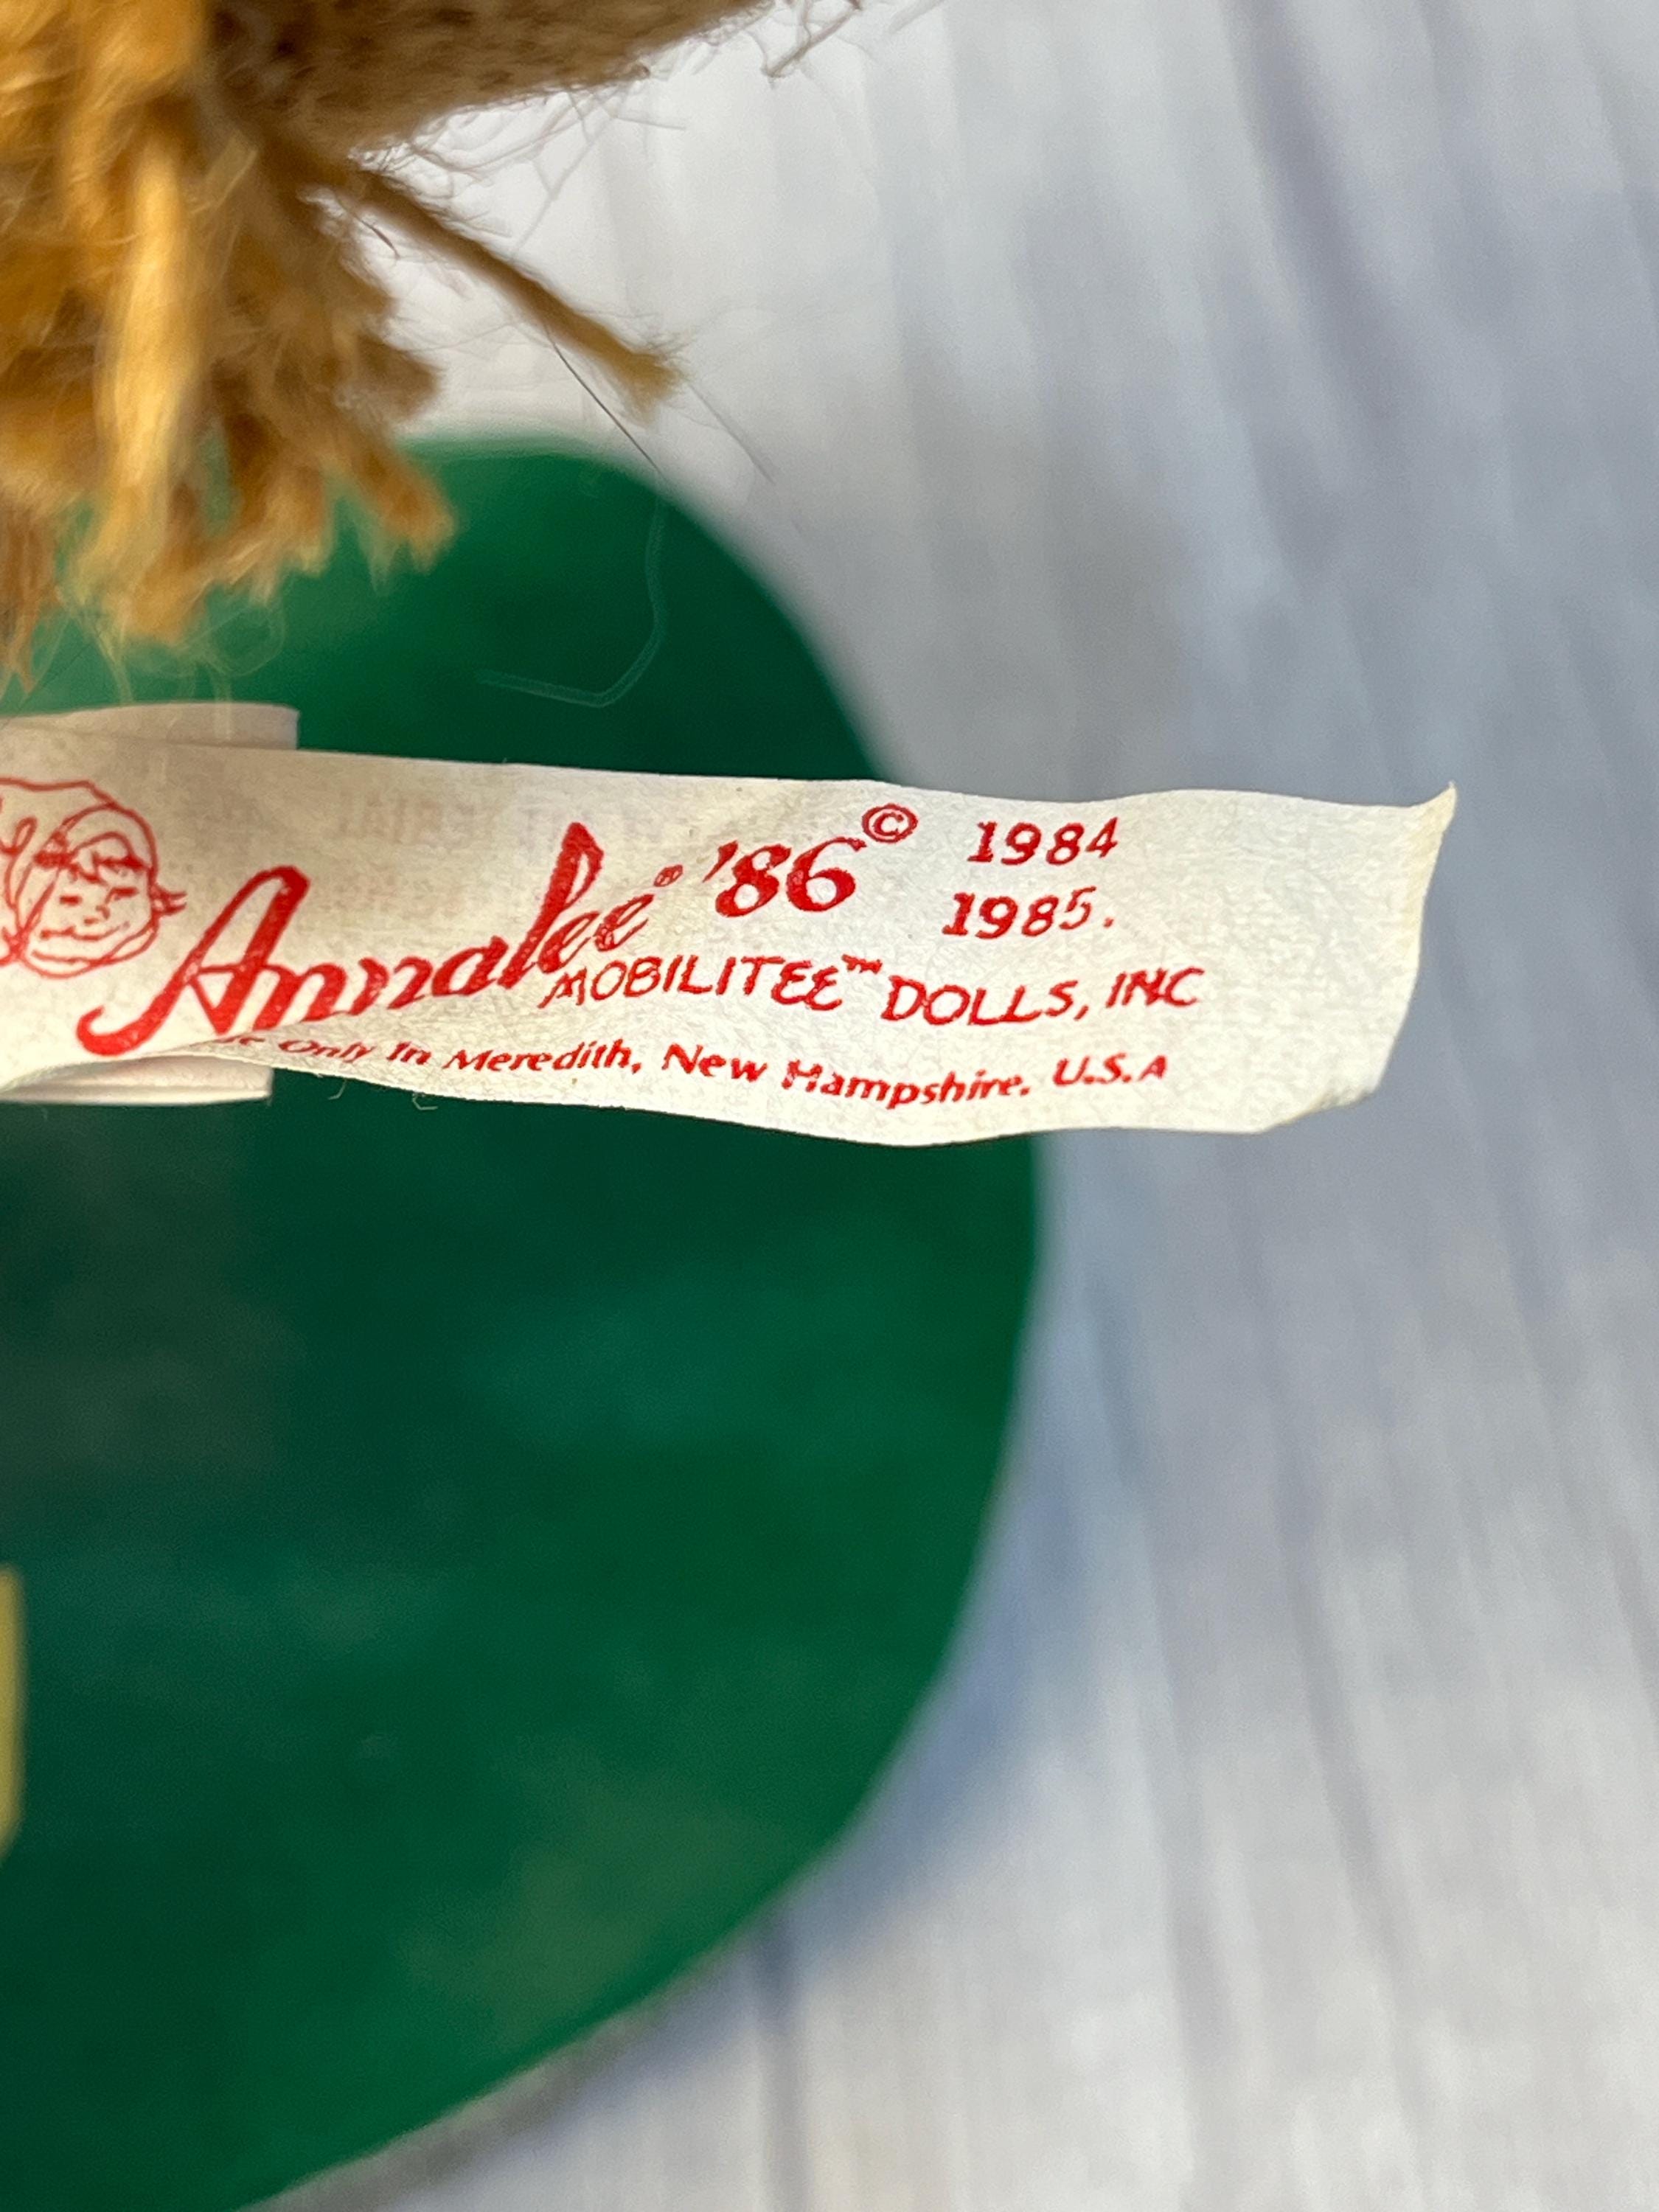 Annalee® '86 © 1984
1985.
MOBILITEE™ DOLLS, INC
Only In Meredith, New Hampshire. U.S.A